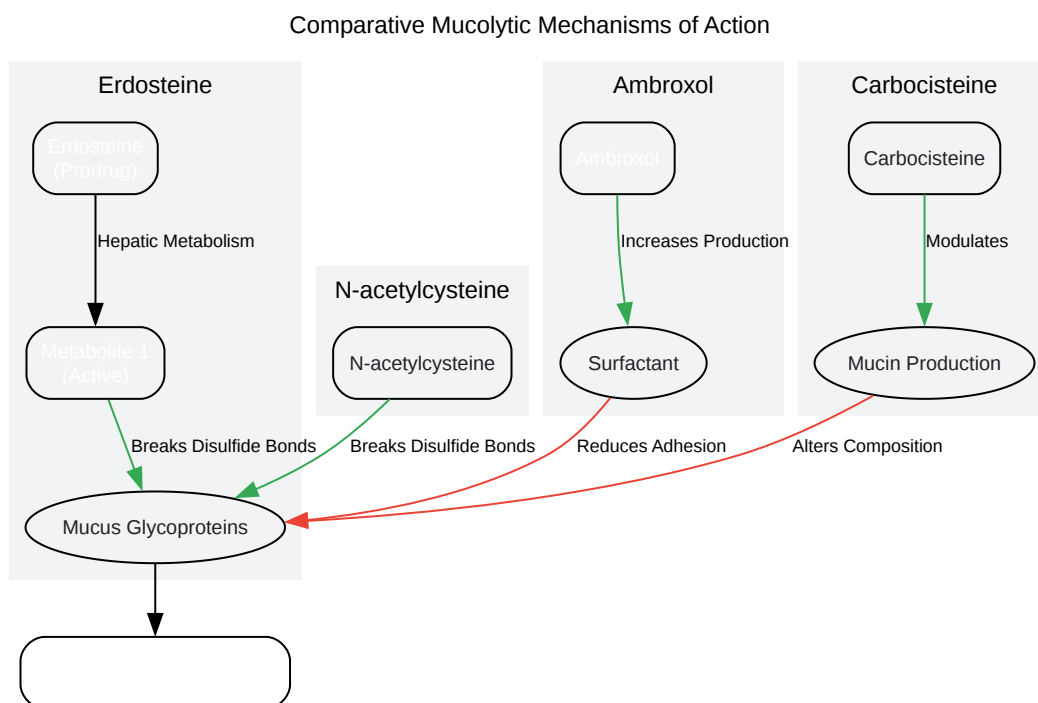 Comparative Mucolytic Mechanisms of Action
Erdosteine
Ambroxol
Carbocisteine
Erdosteine
(Prodrug)
Ambroxol
Carbocisteine
Hepatic Metabolism
Increases Production
Modulates
N-acetylcysteine
Metabolite 1
(Active)
N-acetylcysteine
Surfactant
Mucin Production
Breaks Disulfide Bonds
Breaks Disulfide Bonds
Reduces Adhesion
Alters Composition
Mucus Glycoproteins